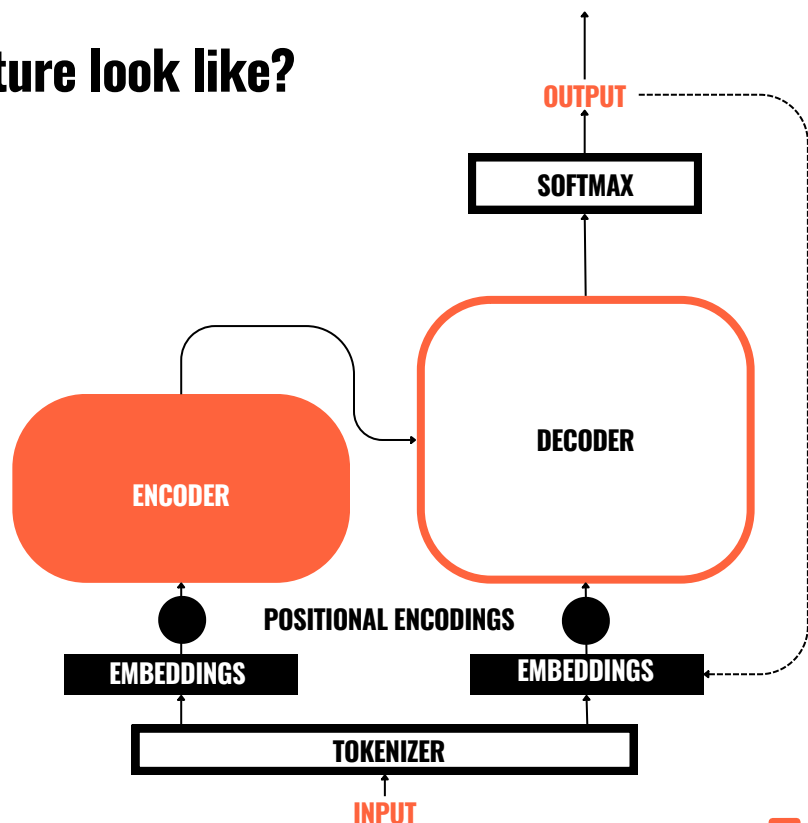 ture look like?
OUTPUT
SOFTMAX
DECODER
ENCODER
POSITIONAL ENCODINGS
EMBEDDINGS
EMBEDDINGS
TOKENIZER
INPUT